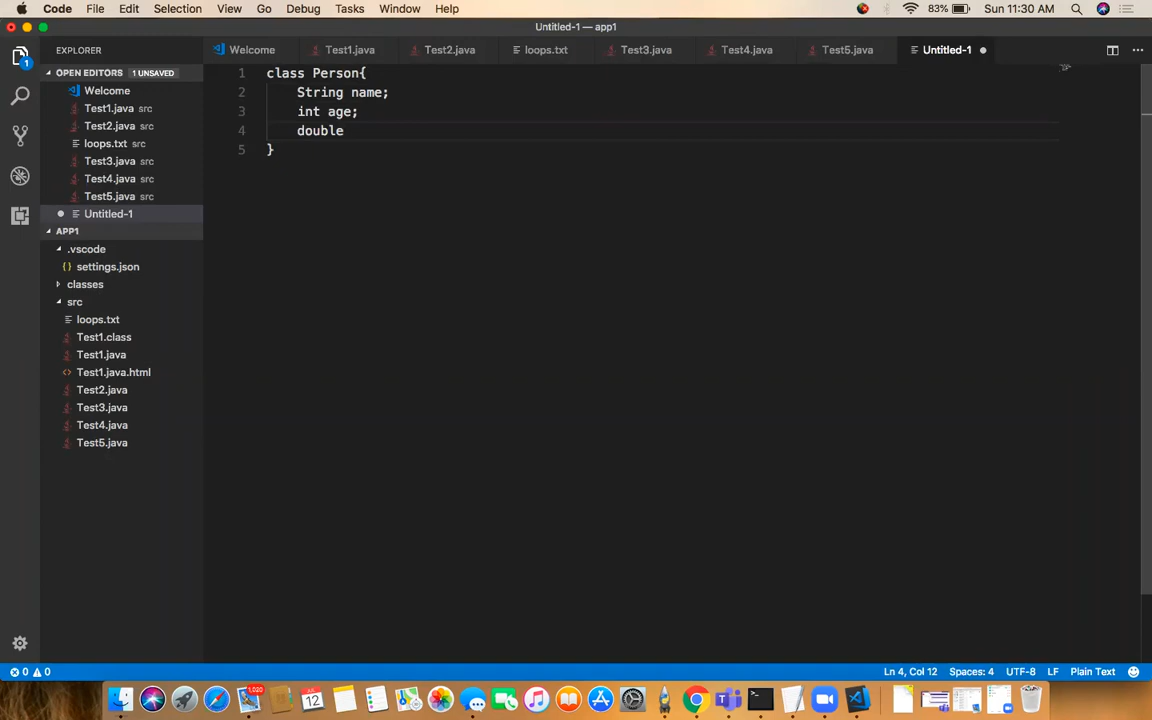 Code File Edit Selection View Go Debug Tasks Window Help 83% Sun 11:30 AM
Untitled-1 — app1
EXPLORER Welcome Test1.java Test2.java loops.txt Test3.java Test4.java Test5.java Untitled-1
OPEN EDITORS 1 UNSAVED
Welcome
Test1.java src
Test2.java src
loops.txt src
Test3.java src
Test4.java src
Test5.java src
Untitled-1
APP1
.vscode
settings.json
classes
src
loops.txt
Test1.class
Test1.java
Test1.java.html
Test2.java
Test3.java
Test4.java
Test5.java
1 class Person{
2 String name;
3 int age;
4 double
5 }
1
0 0 Ln 4, Col 12 Spaces: 4 UTF-8 LF Plain Text
1,020
12